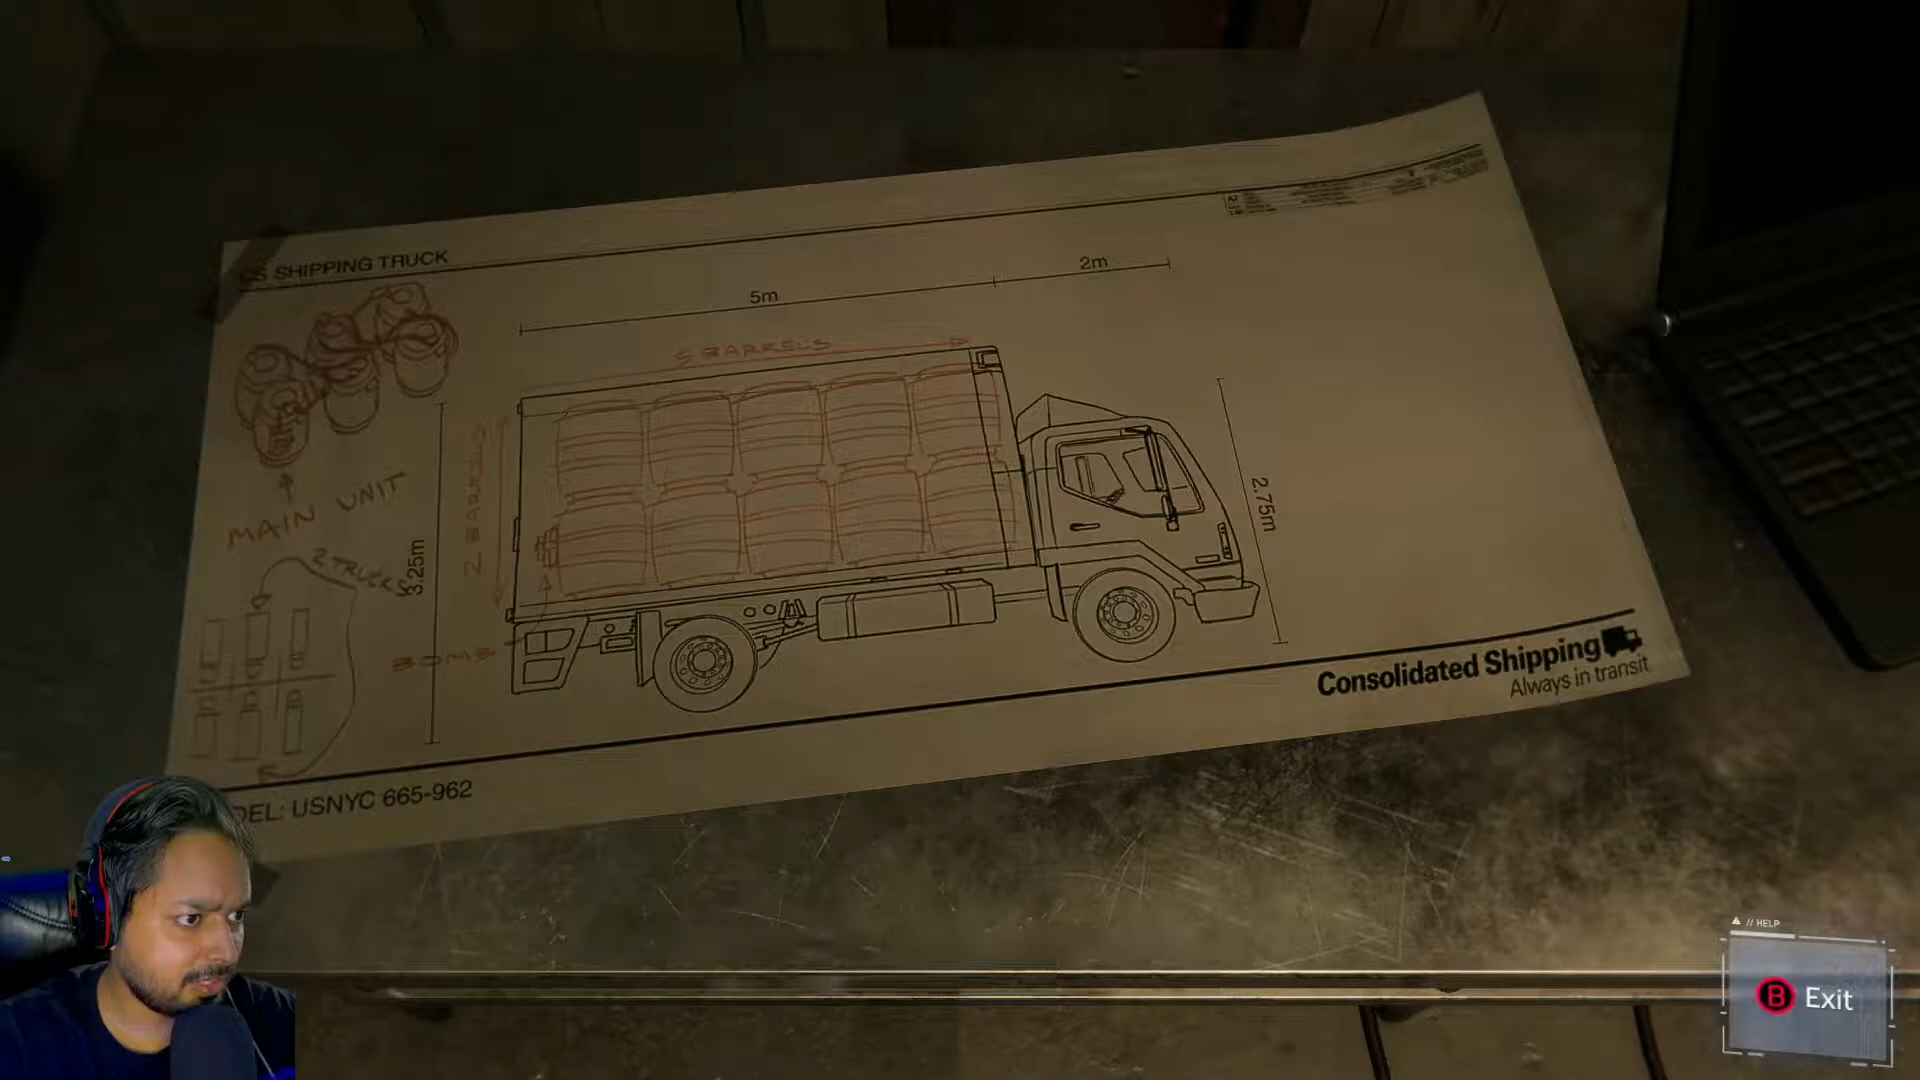 CS SHIPPING TRUCK
5m
2m
5 BARRELS
2 BARRELS
MAIN UNIT
2 TRUCKS
3.25m
2.75m
BOMB
Consolidated Shipping
Always in transit
DEL: USNYC 665-962
// HELP
B Exit